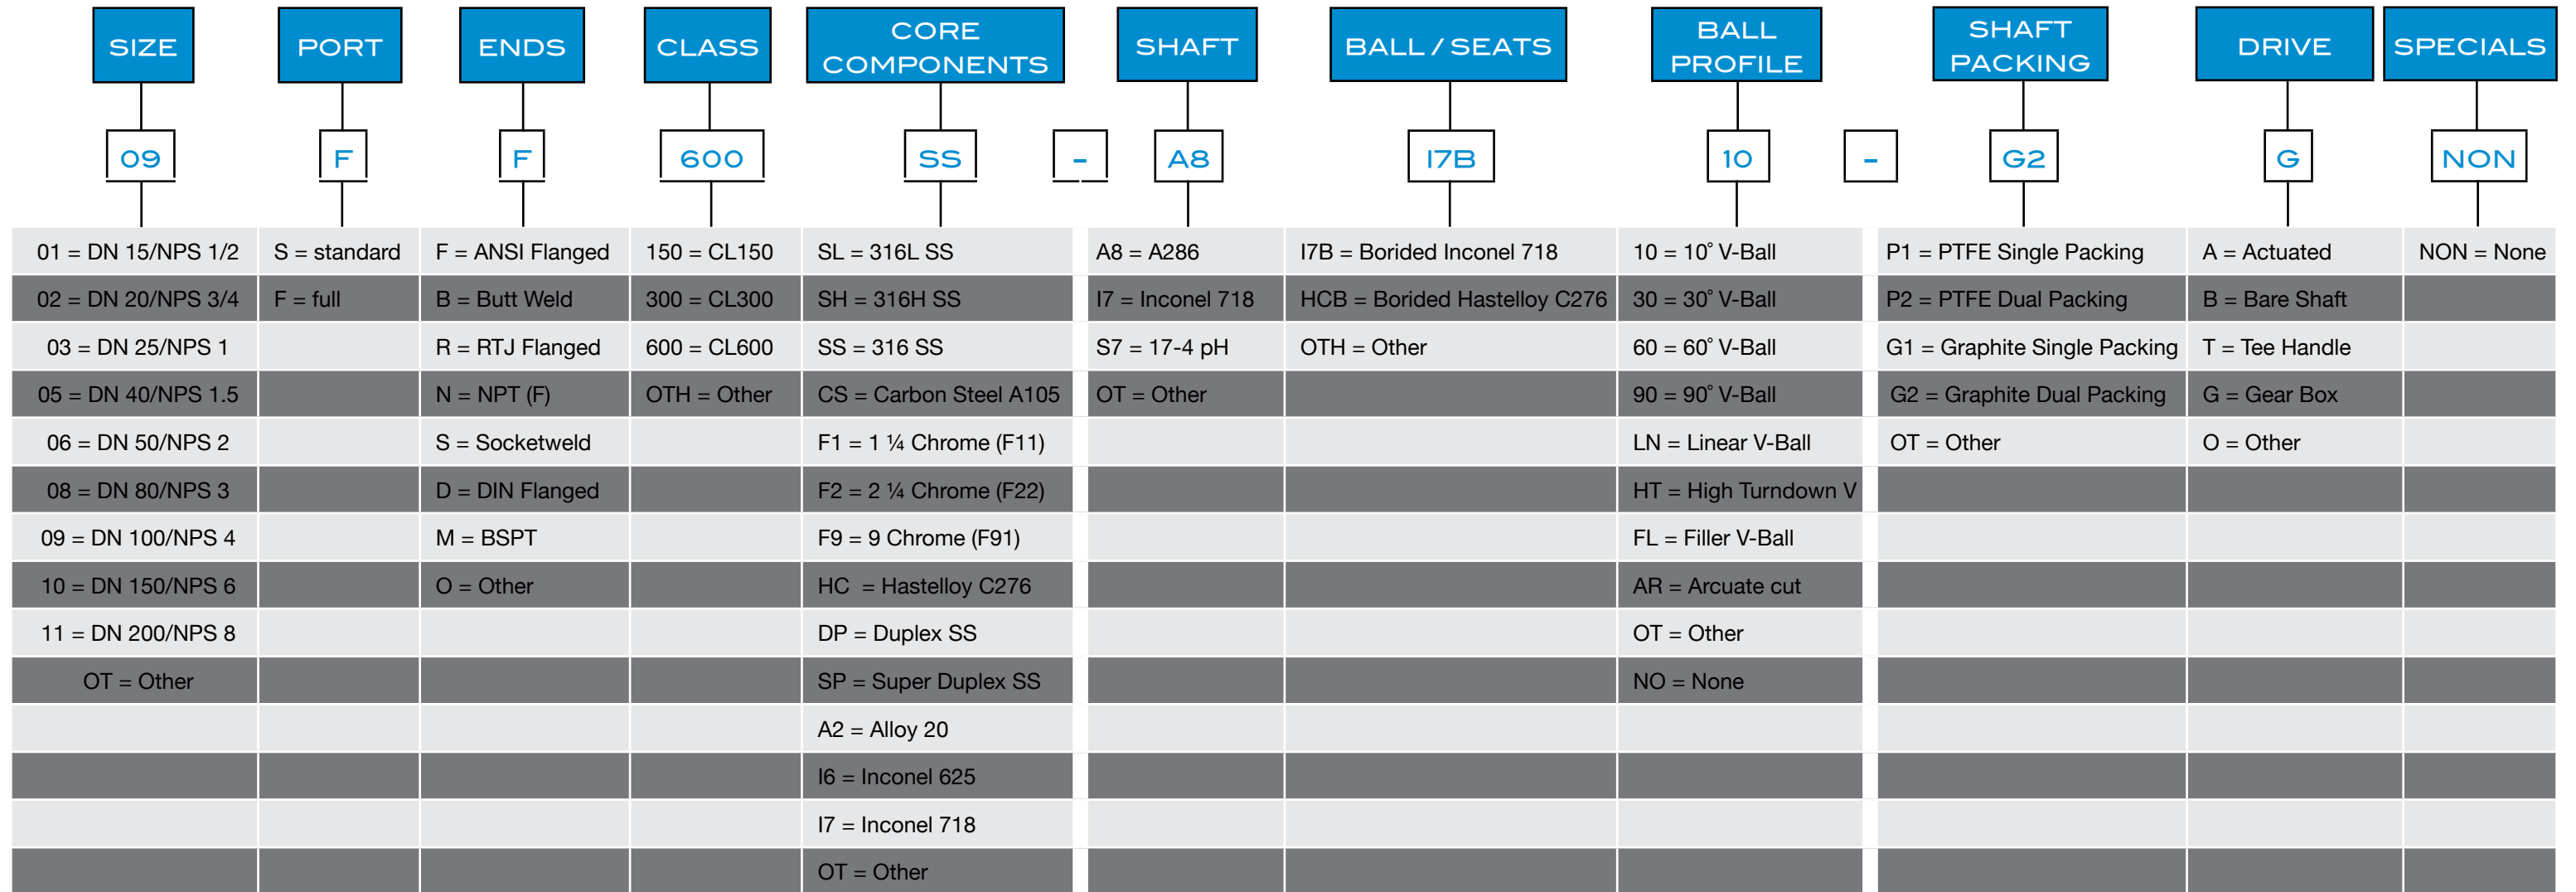 SIZE PORT ENDS CLASS CORE COMPONENTS SHAFT BALL / SEATS BALL PROFILE SHAFT PACKING DRIVE SPECIALS
09 F F 600 SS - A8 I7B 10 - G2 G NON
01 = DN 15/NPS 1/2 S = standard F = ANSI Flanged 150 = CL150 SL = 316L SS A8 = A286 I7B = Borided Inconel 718 10 = 10˚ V-Ball P1 = PTFE Single Packing A = Actuated NON = None
02 = DN 20/NPS 3/4 F = full B = Butt Weld 300 = CL300 SH = 316H SS I7 = Inconel 718 HCB = Borided Hastelloy C276 30 = 30˚ V-Ball P2 = PTFE Dual Packing B = Bare Shaft
03 = DN 25/NPS 1 R = RTJ Flanged 600 = CL600 SS = 316 SS S7 = 17-4 pH OTH = Other 60 = 60˚ V-Ball G1 = Graphite Single Packing T = Tee Handle
05 = DN 40/NPS 1.5 N = NPT (F) OTH = Other CS = Carbon Steel A105 OT = Other 90 = 90˚ V-Ball G2 = Graphite Dual Packing G = Gear Box
06 = DN 50/NPS 2 S = Socketweld F1 = 1 ¼ Chrome (F11) LN = Linear V-Ball OT = Other O = Other
08 = DN 80/NPS 3 D = DIN Flanged F2 = 2 ¼ Chrome (F22) HT = High Turndown V
09 = DN 100/NPS 4 M = BSPT F9 = 9 Chrome (F91) FL = Filler V-Ball
10 = DN 150/NPS 6 O = Other HC = Hastelloy C276 AR = Arcuate cut
11 = DN 200/NPS 8 DP = Duplex SS OT = Other
OT = Other SP = Super Duplex SS NO = None
A2 = Alloy 20
I6 = Inconel 625
I7 = Inconel 718
OT = Other